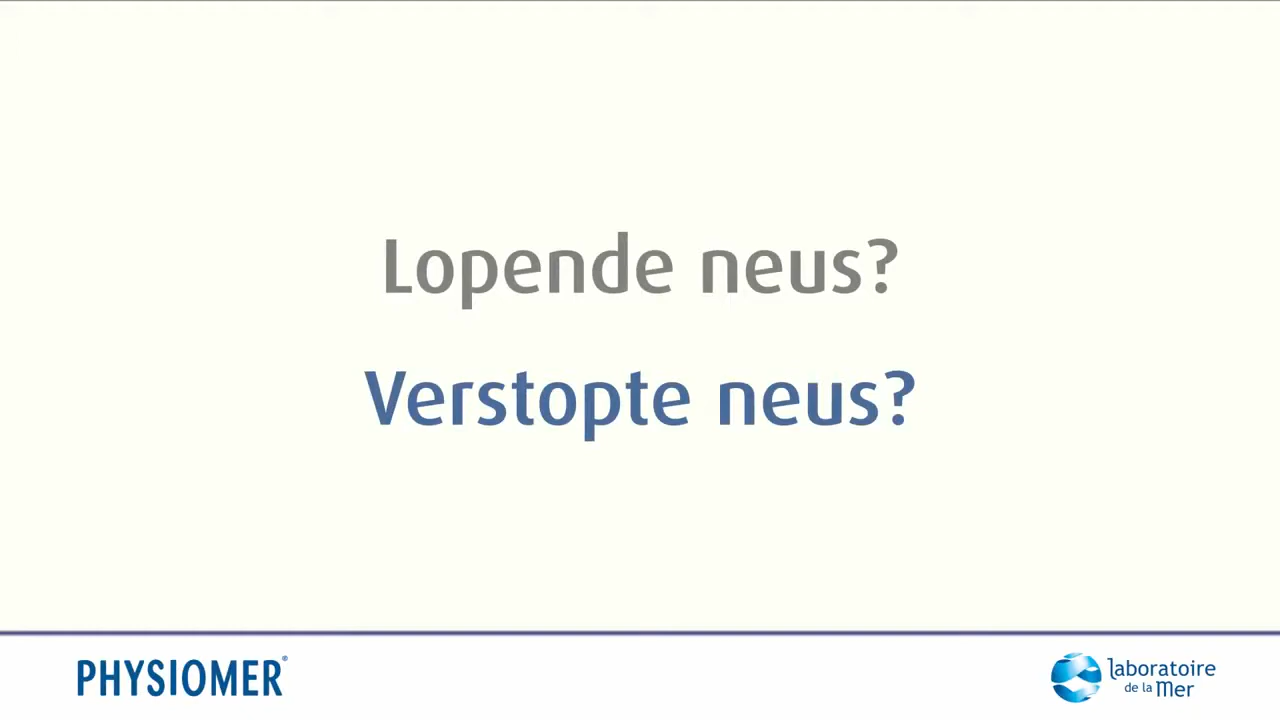 Lopende neus?
Verstopte neus?
PHYSIOMER®
Laboratoire
de la Mer